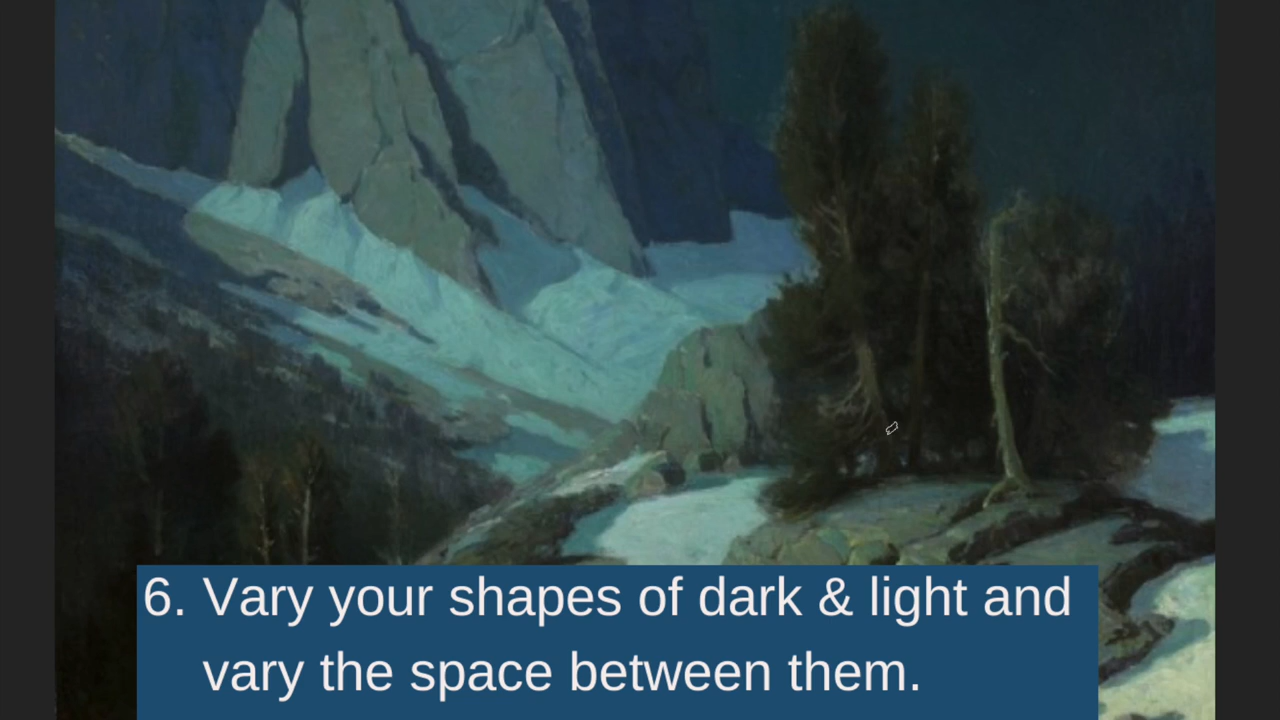 6. Vary your shapes of dark & light and
vary the space between them.